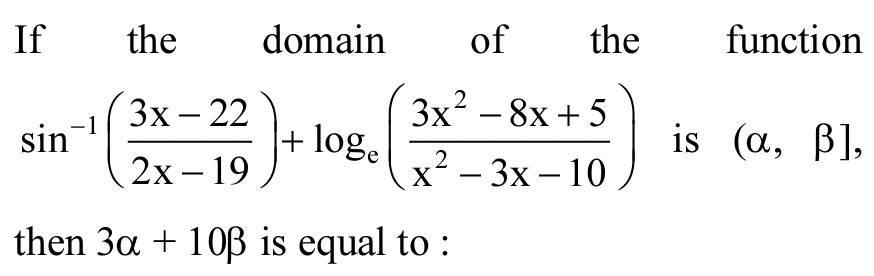 If the domain of the function
sin⁻¹((3x − 22)/(2x − 19)) + logₑ((3x² − 8x + 5)/(x² − 3x − 10)) is (α, β],
then 3α + 10β is equal to :